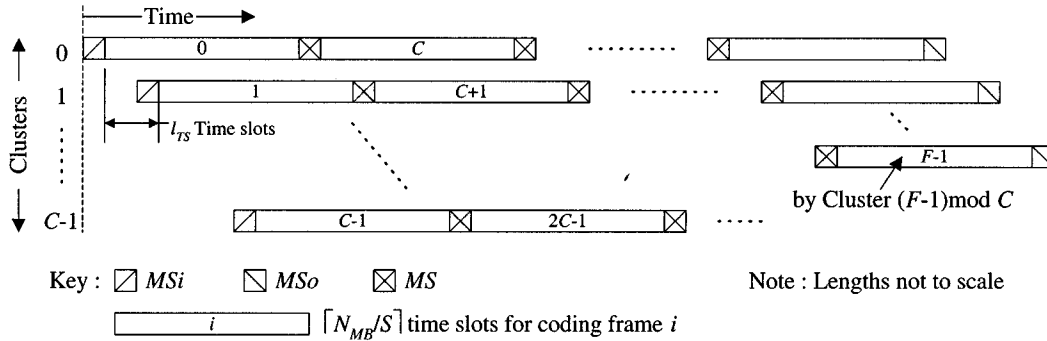 Time
Clusters
0
0
C
1
1
C+1
l_TS Time slots
F-1
by Cluster (F-1)mod C
C-1
C-1
2C-1
Key : MSi MSo MS
Note : Lengths not to scale
i ⌈N_MB/S⌉ time slots for coding frame i